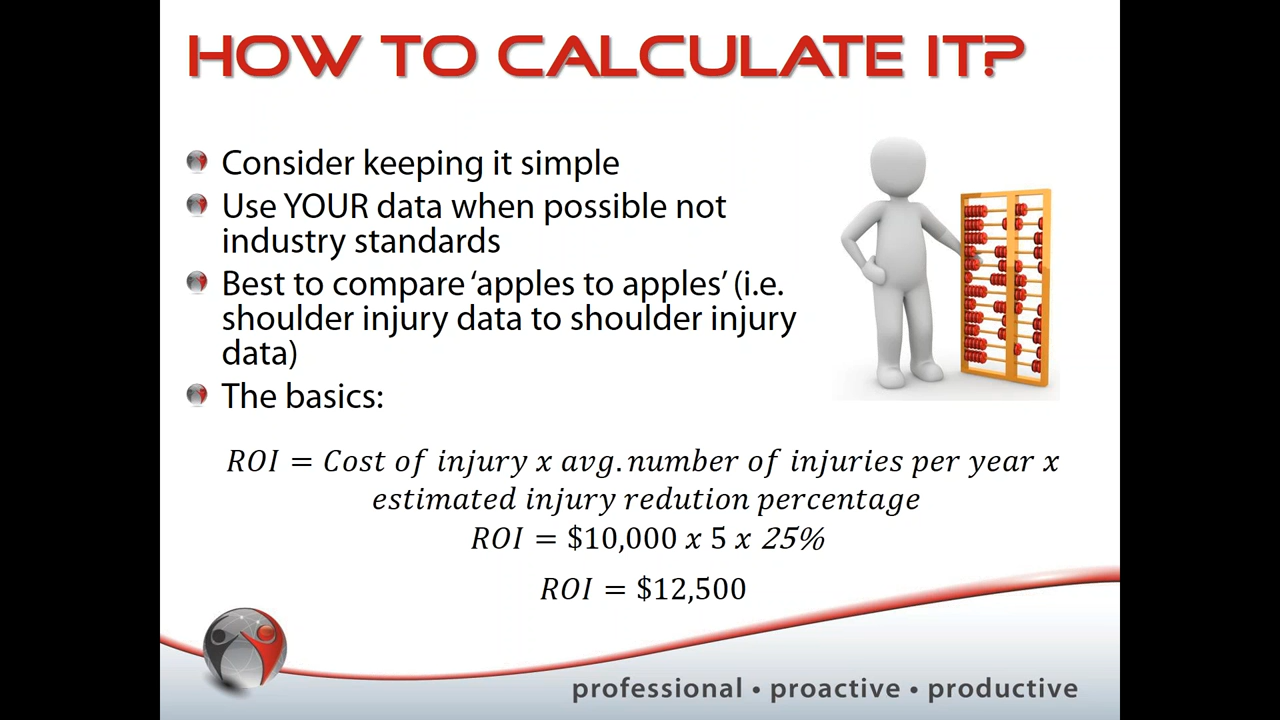 HOW TO CALCULATE IT?
Consider keeping it simple
Use YOUR data when possible not
industry standards
Best to compare ‘apples to apples’ (i.e.
shoulder injury data to shoulder injury
data)
The basics:
ROI = Cost of injury x avg. number of injuries per year x
estimated injury redution percentage
ROI = $10,000 x 5 x 25%
ROI = $12,500
professional • proactive • productive